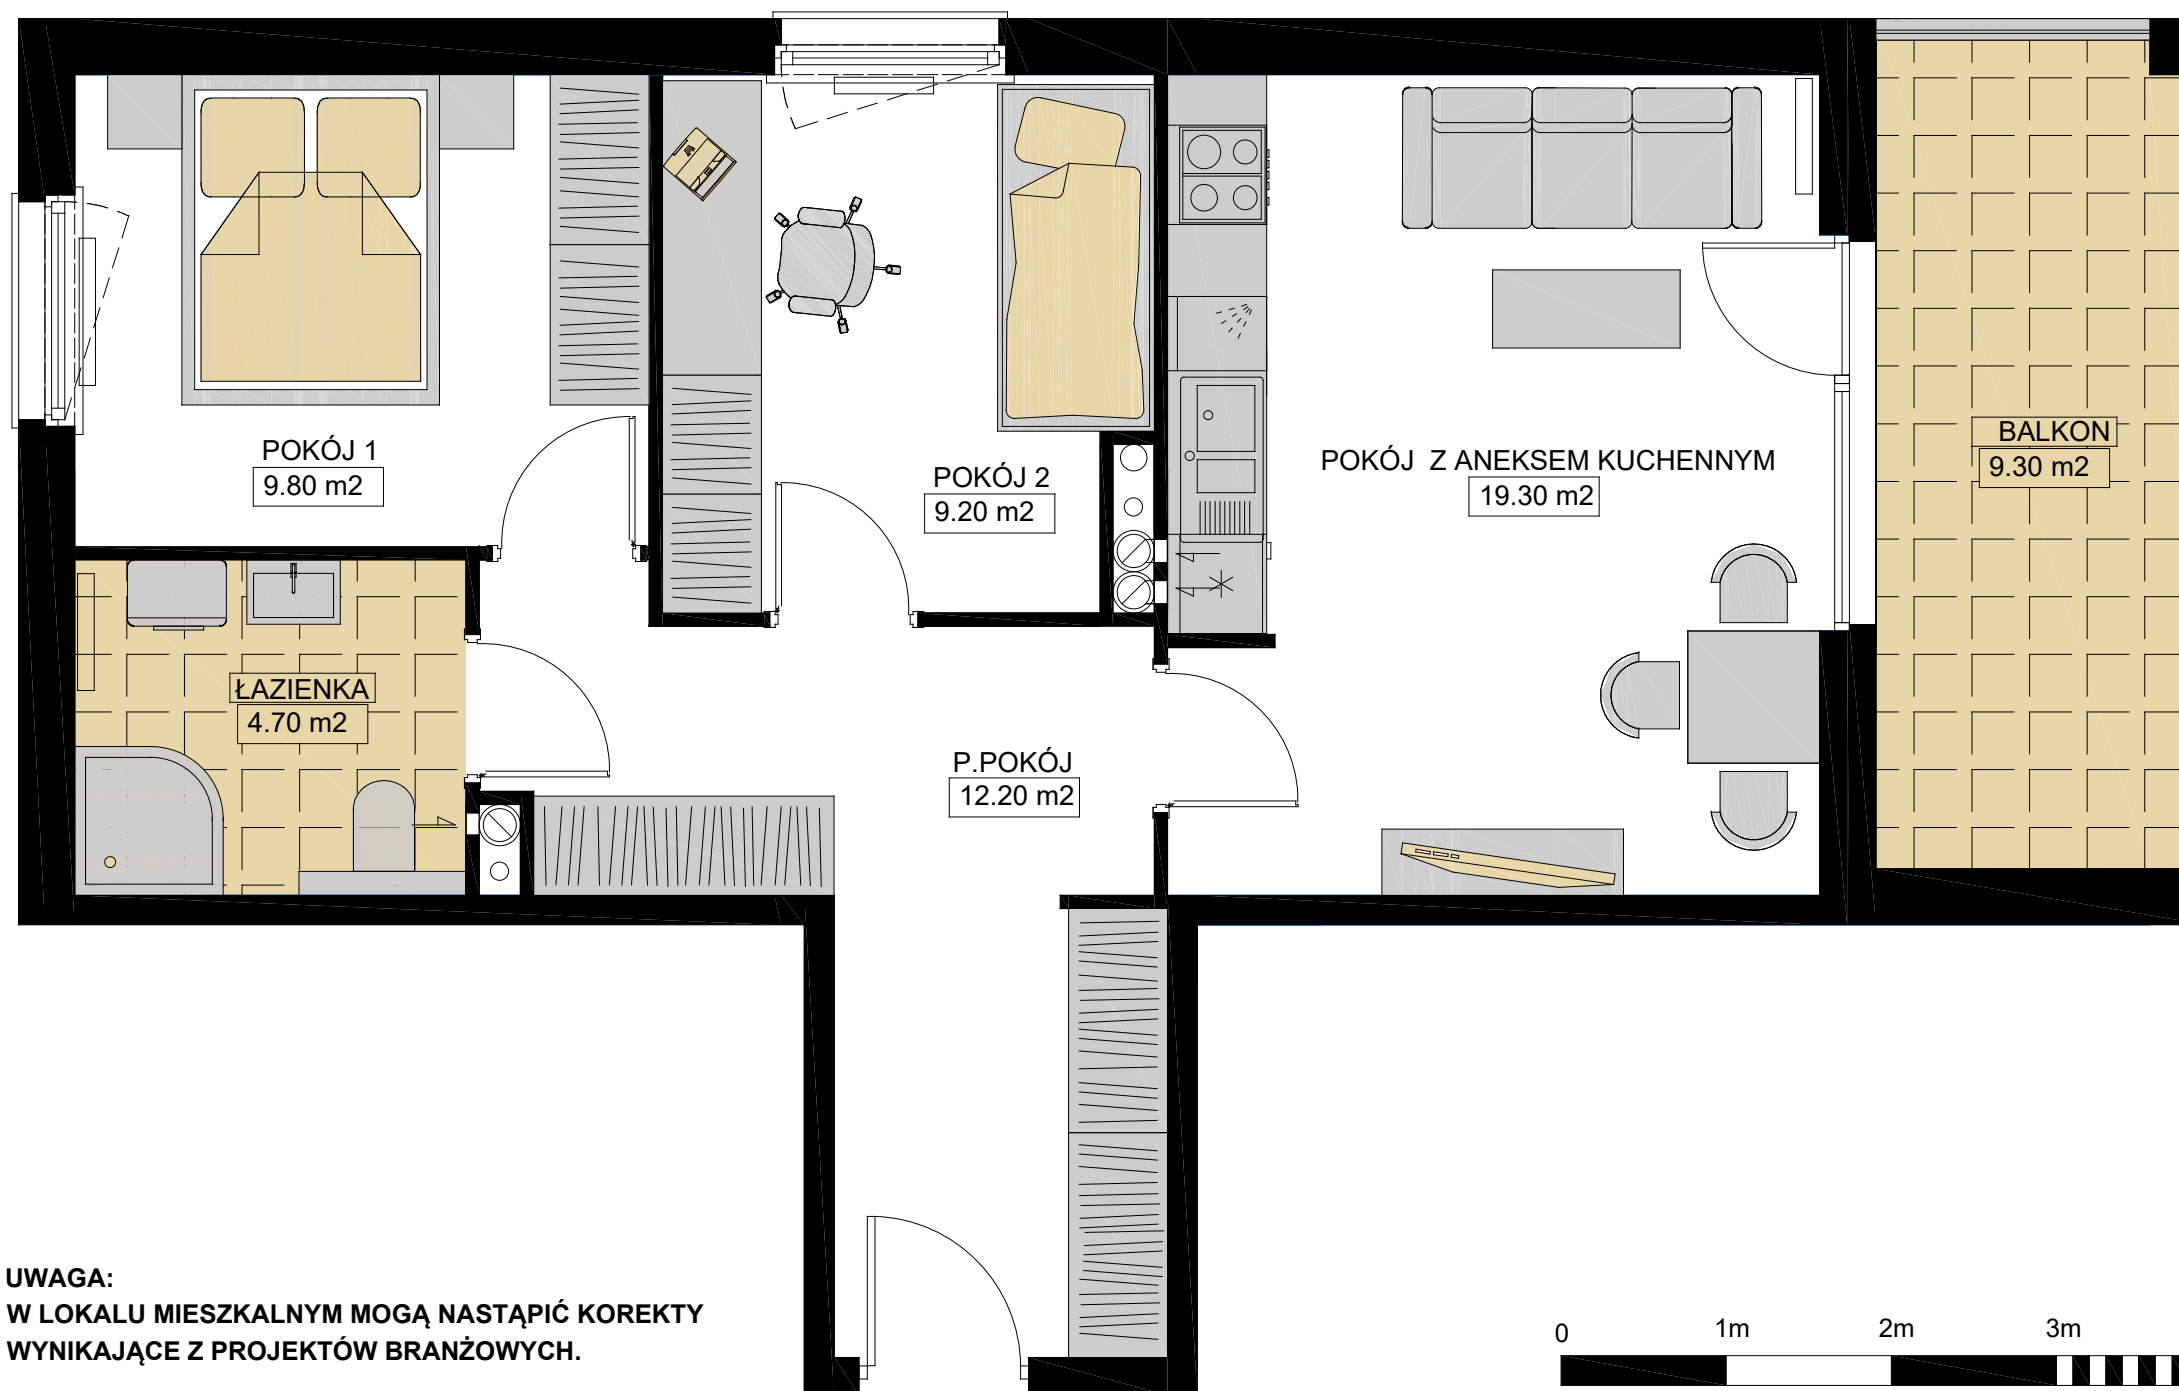 POKÓJ 1
9.80 m2
POKÓJ 2
9.20 m2
POKÓJ Z ANEKSEM KUCHENNYM
19.30 m2
BALKON
9.30 m2
ŁAZIENKA
4.70 m2
P.POKÓJ
12.20 m2
UWAGA:
W LOKALU MIESZKALNYM MOGĄ NASTĄPIĆ KOREKTY
WYNIKAJĄCE Z PROJEKTÓW BRANŻOWYCH.
0 1m 2m 3m